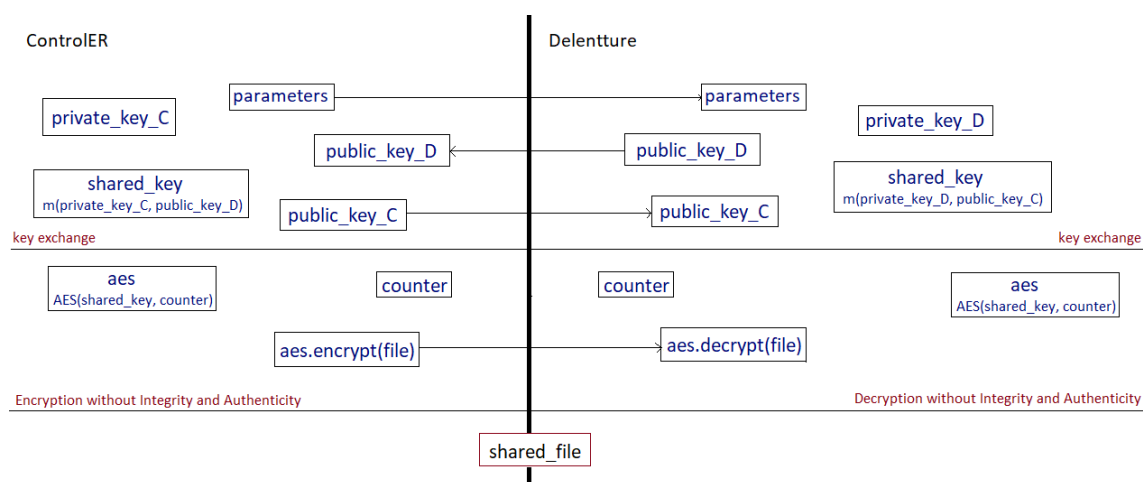 ControlER
Delentture
parameters
parameters
private_key_C
private_key_D
public_key_D
public_key_D
shared_key
m(private_key_C, public_key_D)
shared_key
m(private_key_D, public_key_C)
public_key_C
public_key_C
key exchange
key exchange
aes
AES(shared_key, counter)
counter
counter
aes
AES(shared_key, counter)
aes.encrypt(file)
aes.decrypt(file)
Encryption without Integrity and Authenticity
Decryption without Integrity and Authenticity
shared_file